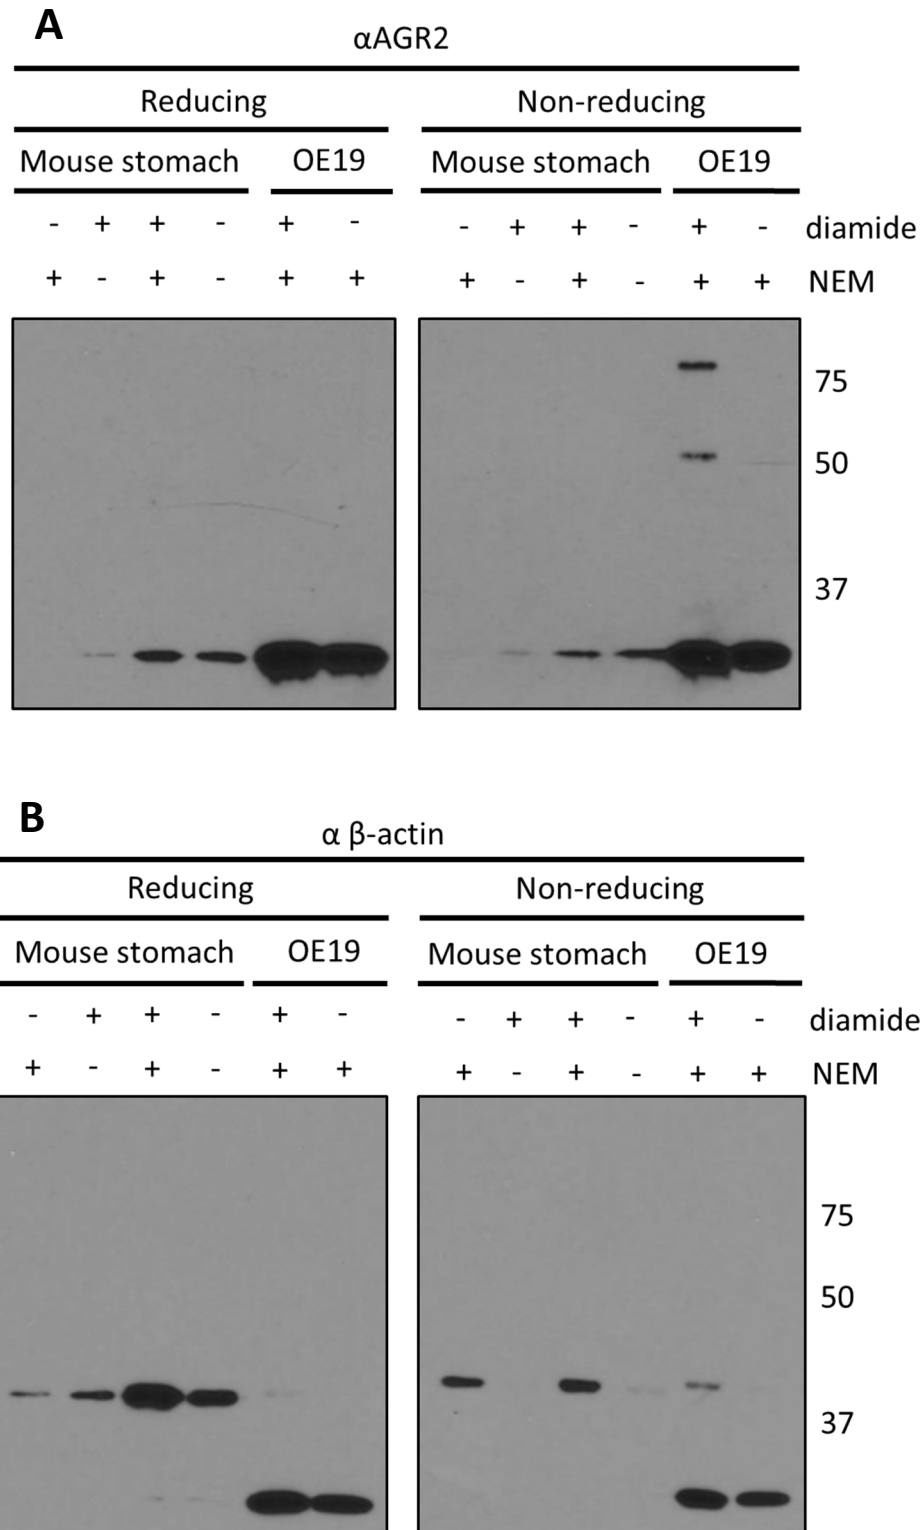 A
αAGR2
Reducing Non-reducing
Mouse stomach OE19 Mouse stomach OE19
- + + - + - - + + - + - diamide
+ - + - + + + - + - + + NEM
75
50
37
B
α β-actin
Reducing Non-reducing
Mouse stomach OE19 Mouse stomach OE19
- + + - + - - + + - + - diamide
+ - + - + + + - + - + + NEM
75
50
37